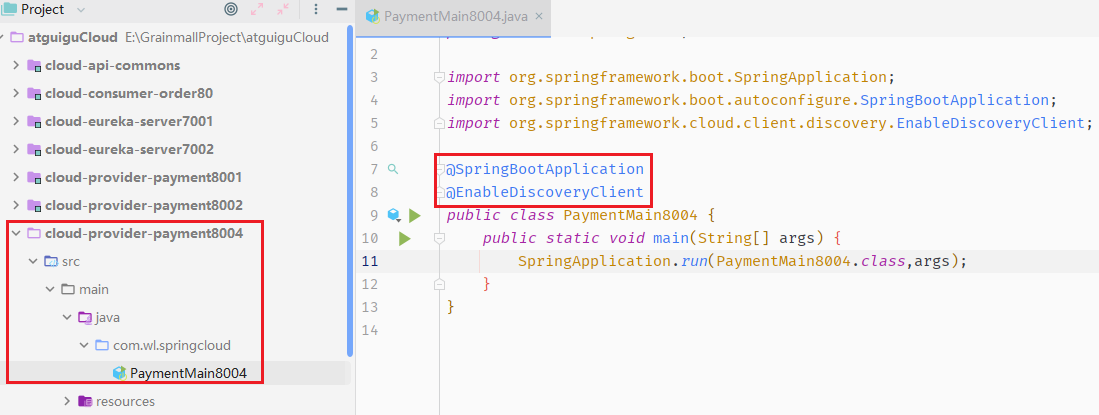 Project
atguiguCloud E:\GrainmallProject\atguiguCloud
cloud-api-commons
cloud-consumer-order80
cloud-eureka-server7001
cloud-eureka-server7002
cloud-provider-payment8001
cloud-provider-payment8002
cloud-provider-payment8004
src
main
java
com.wl.springcloud
PaymentMain8004
resources
PaymentMain8004.java ×
2
3 import org.springframework.boot.SpringApplication;
4 import org.springframework.boot.autoconfigure.SpringBootApplication;
5 import org.springframework.cloud.client.discovery.EnableDiscoveryClient;
6
7 @SpringBootApplication
8 @EnableDiscoveryClient
9 public class PaymentMain8004 {
10 public static void main(String[] args) {
11 SpringApplication.run(PaymentMain8004.class,args);
12 }
13 }
14